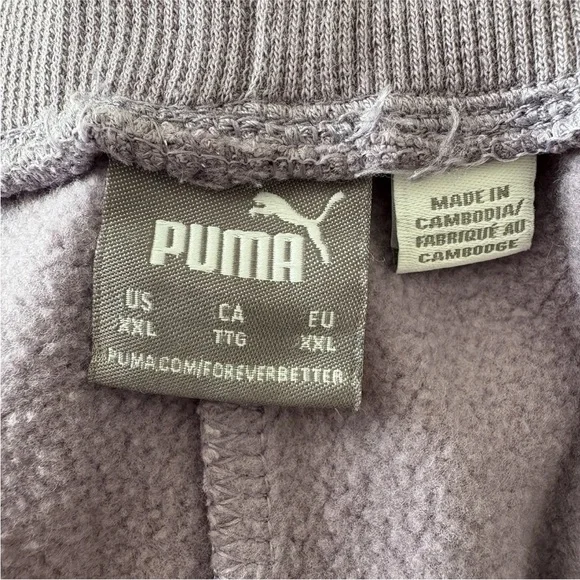 PUMA
US CA EU
XXL TTG XXL
PUMA.COM/FOREVERBETTER
MADE IN
CAMBODIA/
FABRIQUÉ AU
CAMBODGE